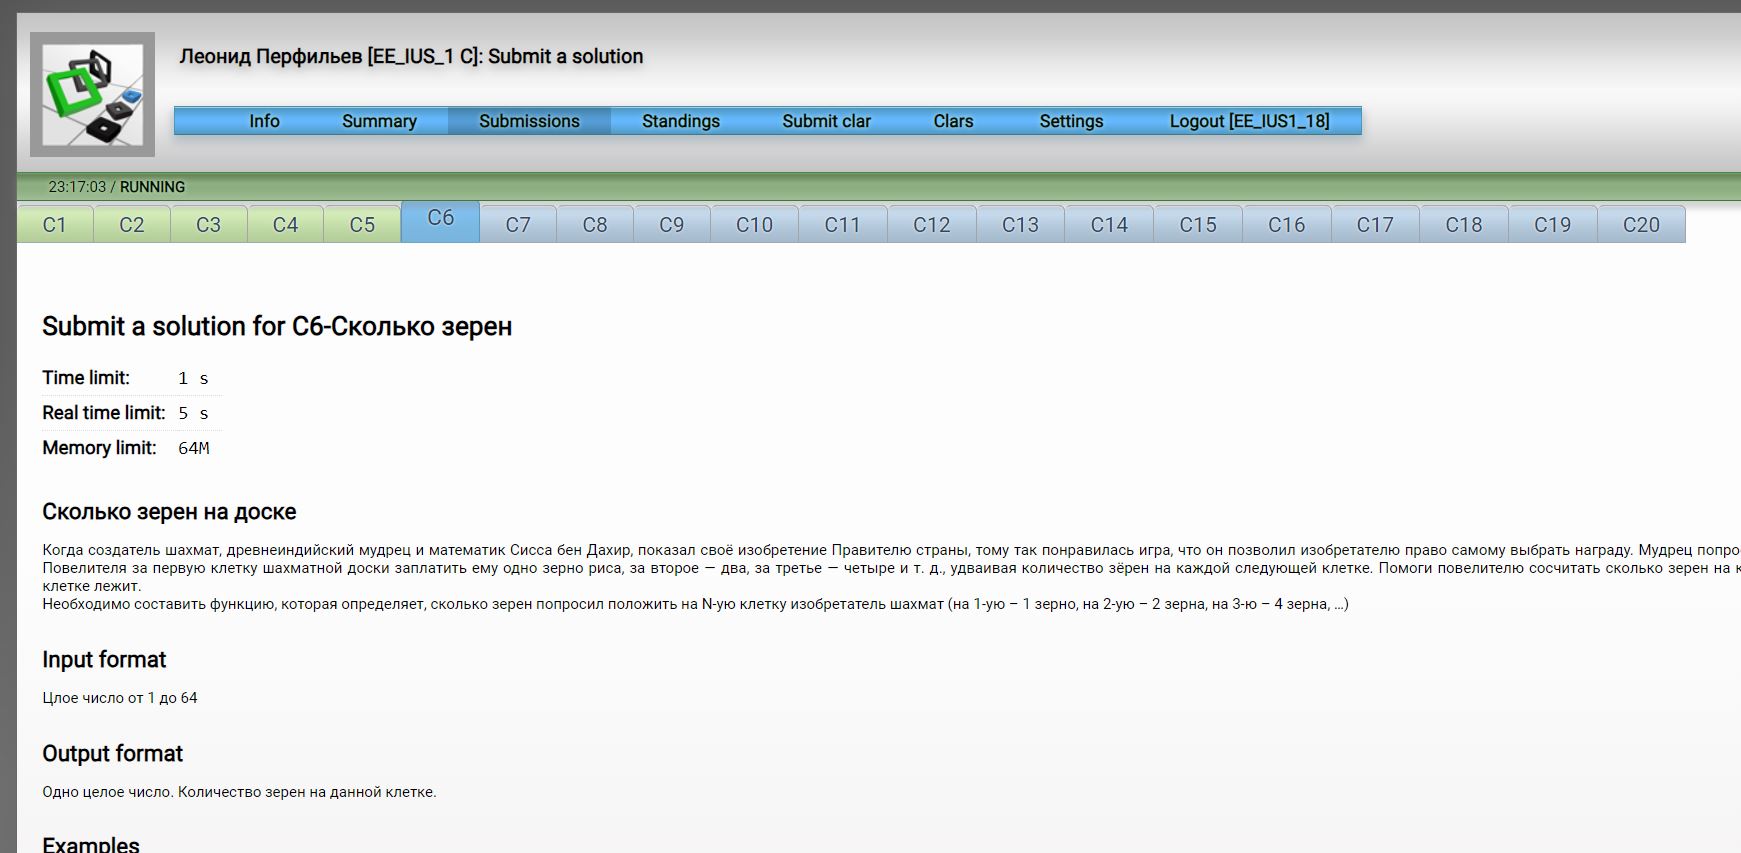 Леонид Перфильев [EE_IUS_1 C]: Submit a solution
Info Summary Submissions Standings Submit clar Clars Settings Logout [EE_IUS1_18]
23:17:03 / RUNNING
C1 C2 C3 C4 C5 C6 C7 C8 C9 C10 C11 C12 C13 C14 C15 C16 C17 C18 C19 C20
Submit a solution for C6-Сколько зерен
Time limit: 1 s
Real time limit: 5 s
Memory limit: 64M
Сколько зерен на доске
Когда создатель шахмат, древнеиндийский мудрец и математик Сисса бен Дахир, показал своё изобретение Правителю страны, тому так понравилась игра, что он позволил изобретателю право самому выбрать награду. Мудрец попро
Повелителя за первую клетку шахматной доски заплатить ему одно зерно риса, за второе — два, за третье — четыре и т. д., удваивая количество зёрен на каждой следующей клетке. Помоги повелителю сосчитать сколько зерен на к
клетке лежит.
Необходимо составить функцию, которая определяет, сколько зерен попросил положить на N-ую клетку изобретатель шахмат (на 1-ую – 1 зерно, на 2-ую – 2 зерна, на 3-ю – 4 зерна, ...)
Input format
Цлое число от 1 до 64
Output format
Одно целое число. Количество зерен на данной клетке.
Examples